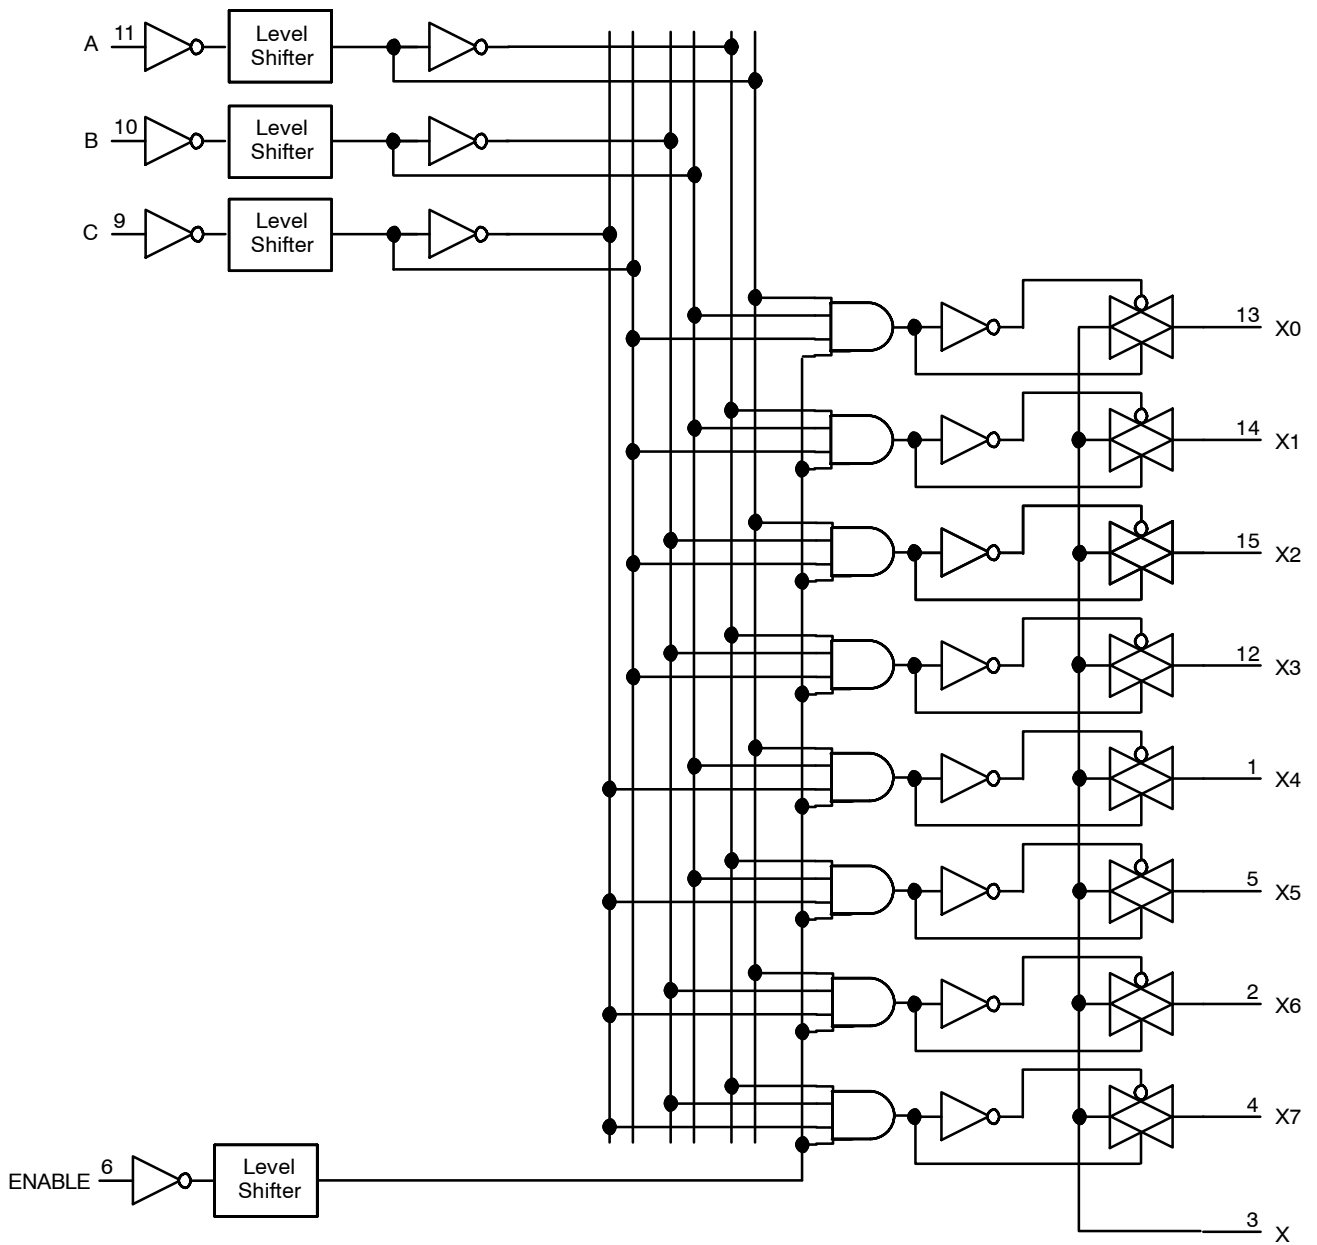 A 11 Level
Shifter
B 10 Level
Shifter
C 9 Level
Shifter
13 X0
14 X1
15 X2
12 X3
1 X4
5 X5
2 X6
4 X7
ENABLE 6 Level
Shifter
3 X